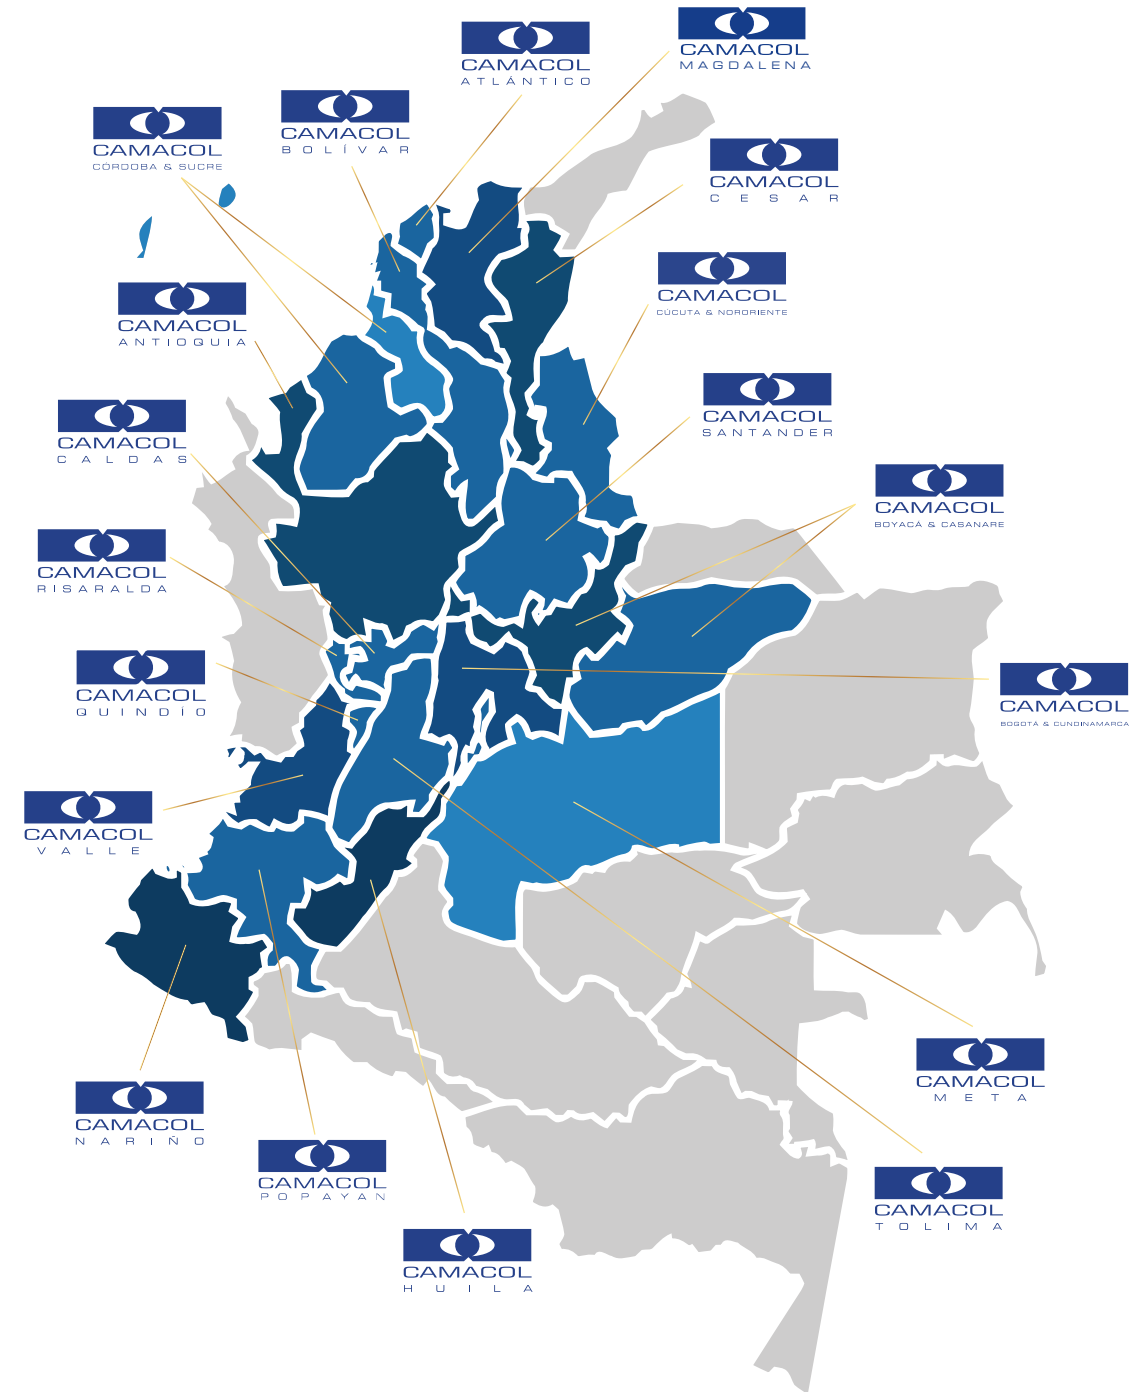 CAMACOL
MAGDALENA
CAMACOL
ATLÁNTICO
CAMACOL
BOLÍVAR
CAMACOL
CÓRDOBA & SUCRE
CAMACOL
CESAR
CAMACOL
CÚCUTA & NORORIENTE
CAMACOL
ANTIOQUIA
CAMACOL
SANTANDER
CAMACOL
CALDAS
CAMACOL
BOYACÁ & CASANARE
CAMACOL
RISARALDA
CAMACOL
QUINDÍO
CAMACOL
BOGOTÁ & CUNDINAMARCA
CAMACOL
VALLE
CAMACOL
META
CAMACOL
NARIÑO
CAMACOL
POPAYAN
CAMACOL
TOLIMA
CAMACOL
HUILA